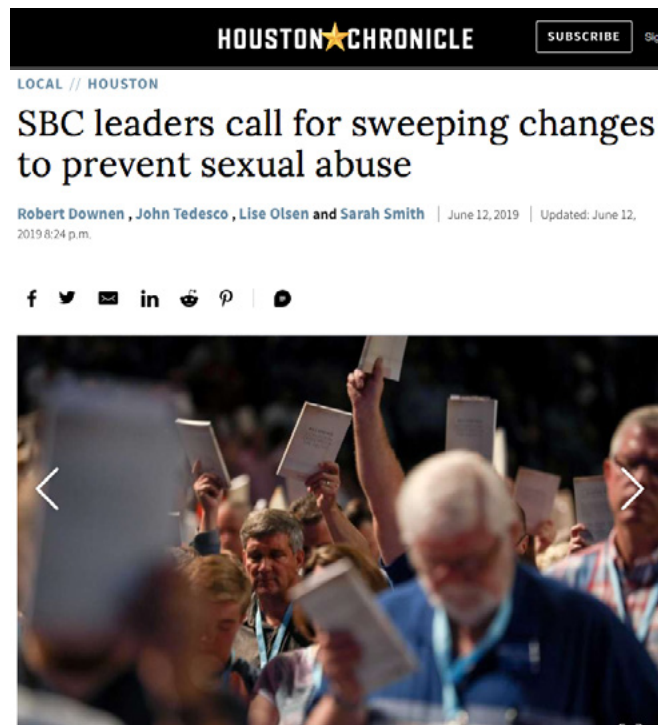 HOUSTON CHRONICLE
SUBSCRIBE
LOCAL // HOUSTON
SBC leaders call for sweeping changes
to prevent sexual abuse
Robert Downen , John Tedesco , Lise Olsen and Sarah Smith | June 12, 2019 | Updated: June 12,
2019 8:24 p.m.